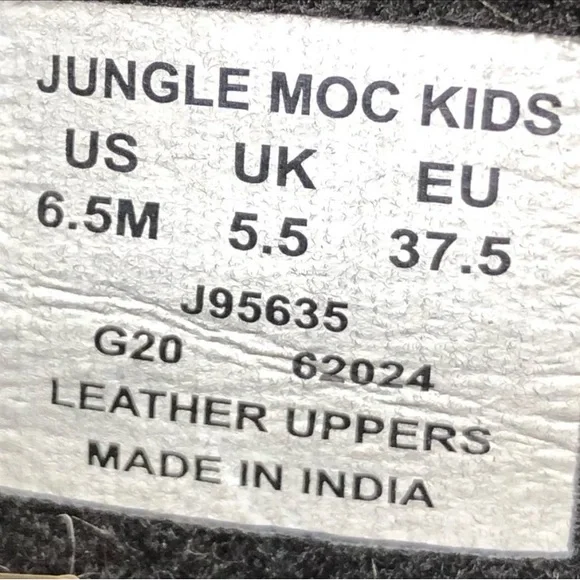 JUNGLE MOC KIDS
US UK EU
6.5M 5.5 37.5
J95635
G20 62024
LEATHER UPPERS
MADE IN INDIA